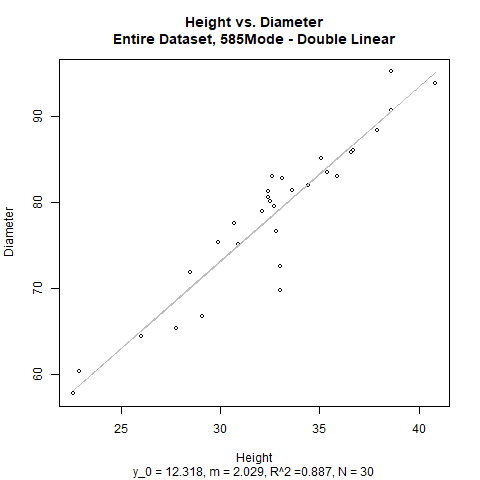 Height vs. Diameter
Entire Dataset, 585Mode - Double Linear
Diameter
90
80
70
60
25 30 35 40
Height
y_0 = 12.318, m = 2.029, R^2 =0.887, N = 30